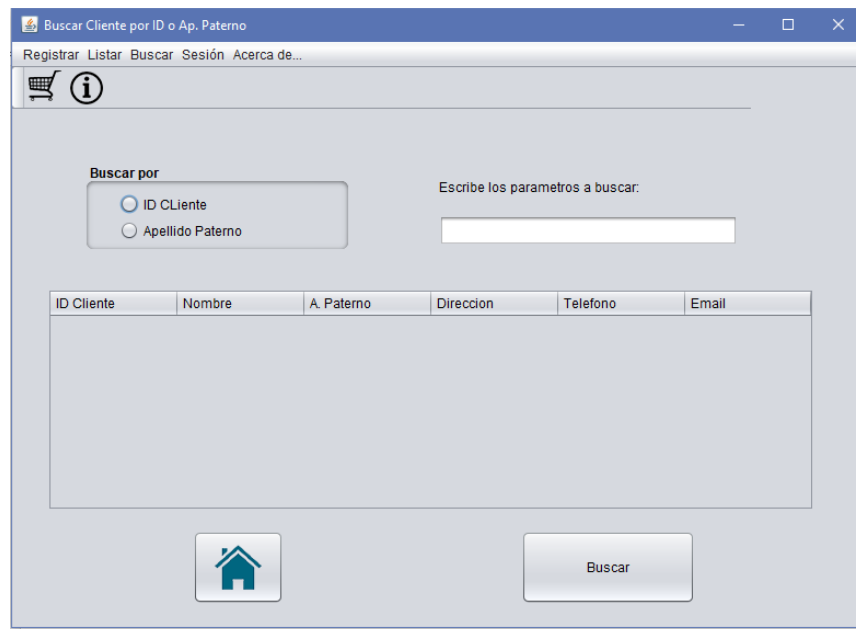 Buscar Cliente por ID o Ap. Paterno
Registrar Listar Buscar Sesión Acerca de...
Buscar por
ID CLiente
Apellido Paterno
Escribe los parametros a buscar:
ID Cliente Nombre A. Paterno Direccion Telefono Email
Buscar